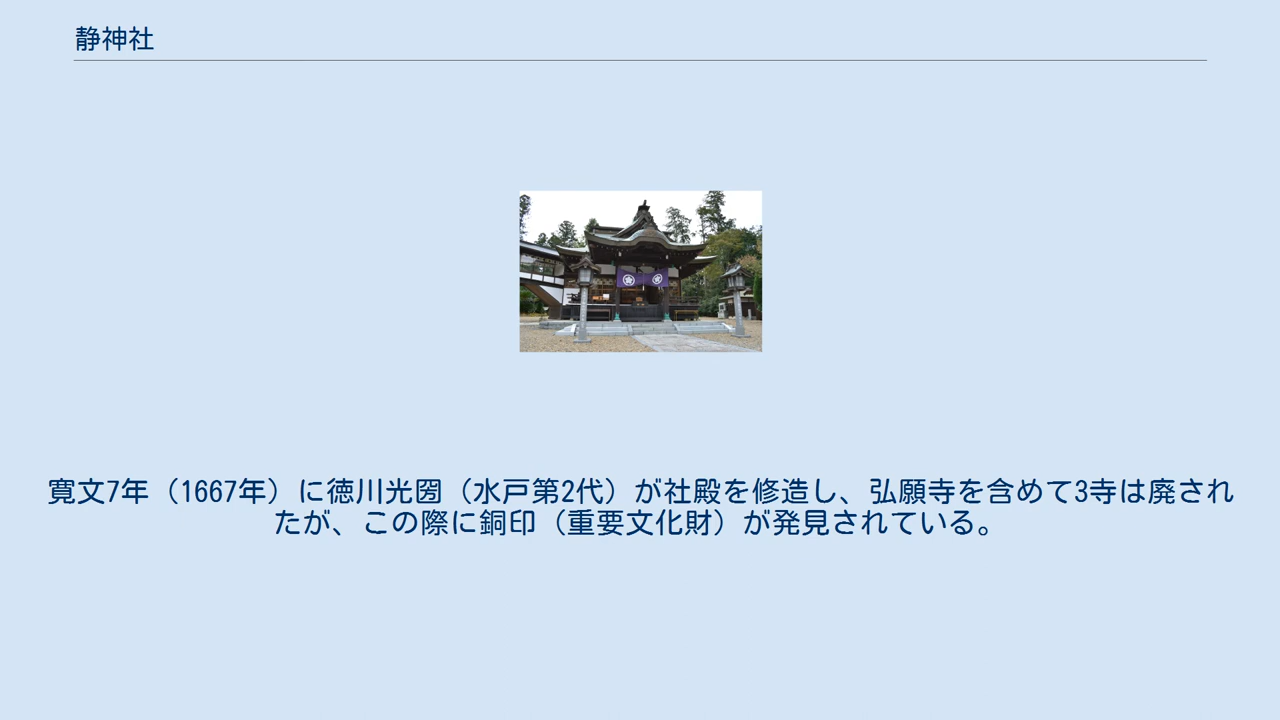 静神社
寛文7年（1667年）に徳川光圀（水戸第2代）が社殿を修造し、弘願寺を含めて3寺は廃され
たが、この際に銅印（重要文化財）が発見されている。